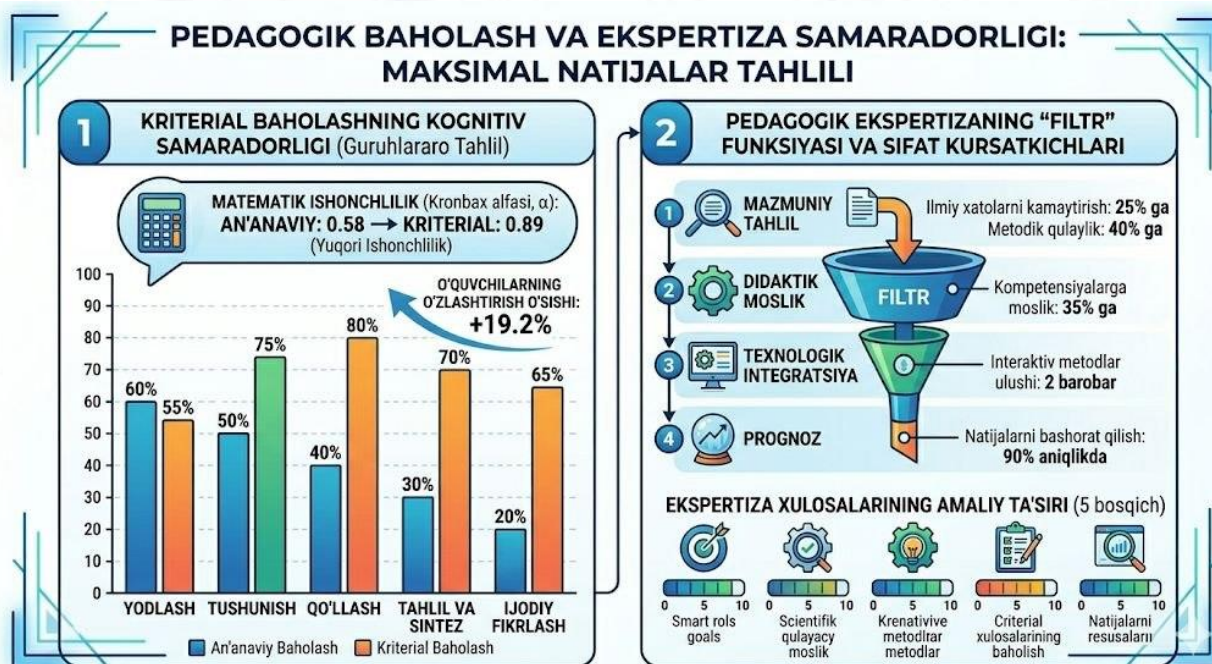 PEDAGOGIK BAHOLASH VA EKSPERTIZA SAMARADORLIGI:
MAKSIMAL NATIJALAR TAHLILI
1
KRITERIAL BAHOLASHNING KOGNITIV
SAMARADORLIGI (Guruhlararo Tahlil)
MATEMATIK ISHONCHLILIK (Kronbax alfasi, α):
AN'ANAVIY: 0.58 → KRITERIAL: 0.89
(Yuqori Ishonchlilik)
O'QUVCHILARNING
O'ZLASHTIRISH O'SISHI:
+19.2%
100
90
80
70
60
50
40
30
20
10
0
60%
55%
50%
75%
40%
80%
30%
70%
20%
65%
YODLASH
TUSHUNISH
QO'LLASH
TAHLIL VA
SINTEZ
IJODIY
FIKRLASH
An'anaviy Baholash
Kriterial Baholash
2
PEDAGOGIK EKSPERTIZANING “FILTR”
FUNKSIYASI VA SIFAT KURSATKICHLARI
1
MAZMUNIY
TAHLIL
Ilmiy xatolarni kamaytirish: 25% ga
Metodik qulaylik: 40% ga
2
DIDAKTIK
MOSLIK
FILTR
Kompetensiyalarga
moslik: 35% ga
3
TEXNOLOGIK
INTEGRATSIYA
Interaktiv metodlar
ulushi: 2 barobar
4
PROGNOZ
Natijalarni bashorat qilish:
90% aniqlikda
EKSPERTIZA XULOSALARINING AMALIY TA'SIRI (5 bosqich)
0 5 10
Smart rols
goals
0 5 10
Scientifik
qulayacy
moslik
0 5 10
Krenativive
metodlrar
metodlar
0 5 10
Criterial
xulosalarining
baholish
0 5 10
Natijalarni
resusaların